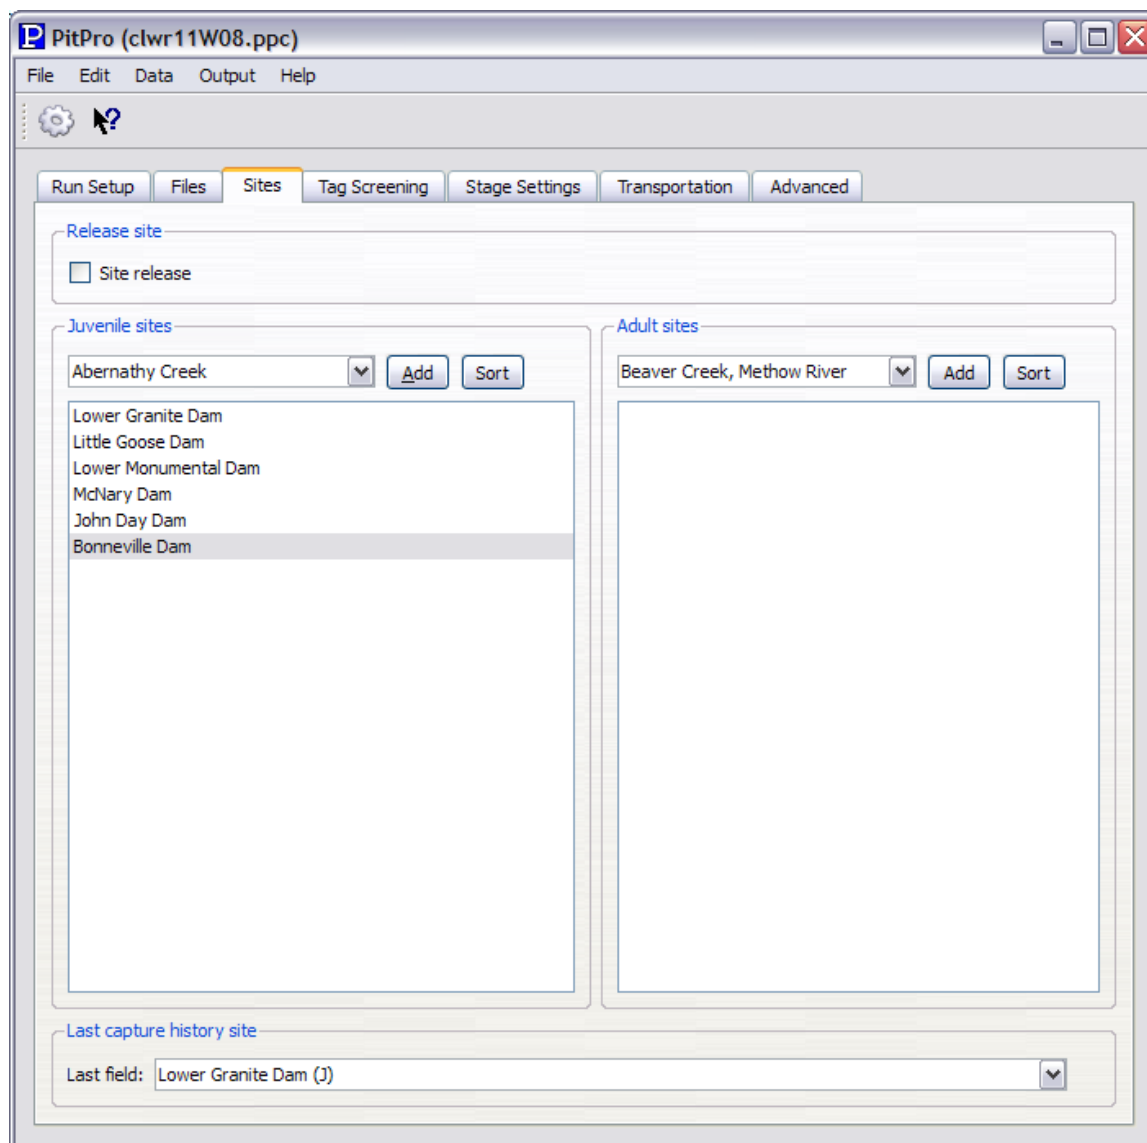 PitPro (clwr11W08.ppc)
File Edit Data Output Help
Run Setup Files Sites Tag Screening Stage Settings Transportation Advanced
Release site
Site release
Juvenile sites
Abernathy Creek Add Sort
Lower Granite Dam
Little Goose Dam
Lower Monumental Dam
McNary Dam
John Day Dam
Bonneville Dam
Adult sites
Beaver Creek, Methow River Add Sort
Last capture history site
Last field: Lower Granite Dam (J)